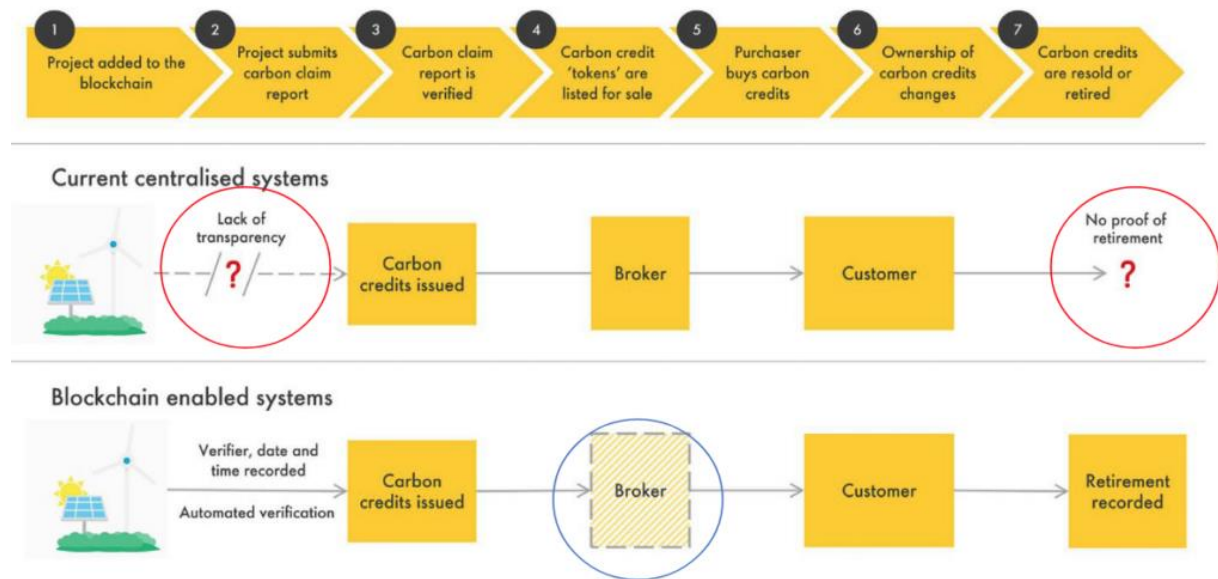 1
Project added to the
blockchain
2
Project submits
carbon claim
report
3
Carbon claim
report is
verified
4
Carbon credit
'tokens' are
listed for sale
5
Purchaser
buys carbon
credits
6
Ownership of
carbon credits
changes
7
Carbon credits
are resold or
retired
Current centralised systems
Lack of
transparency
/?/
Carbon
credits issued
Broker
Customer
No proof of
retirement
?
Blockchain enabled systems
Verifier, date and
time recorded
Automated verification
Carbon
credits issued
Broker
Customer
Retirement
recorded